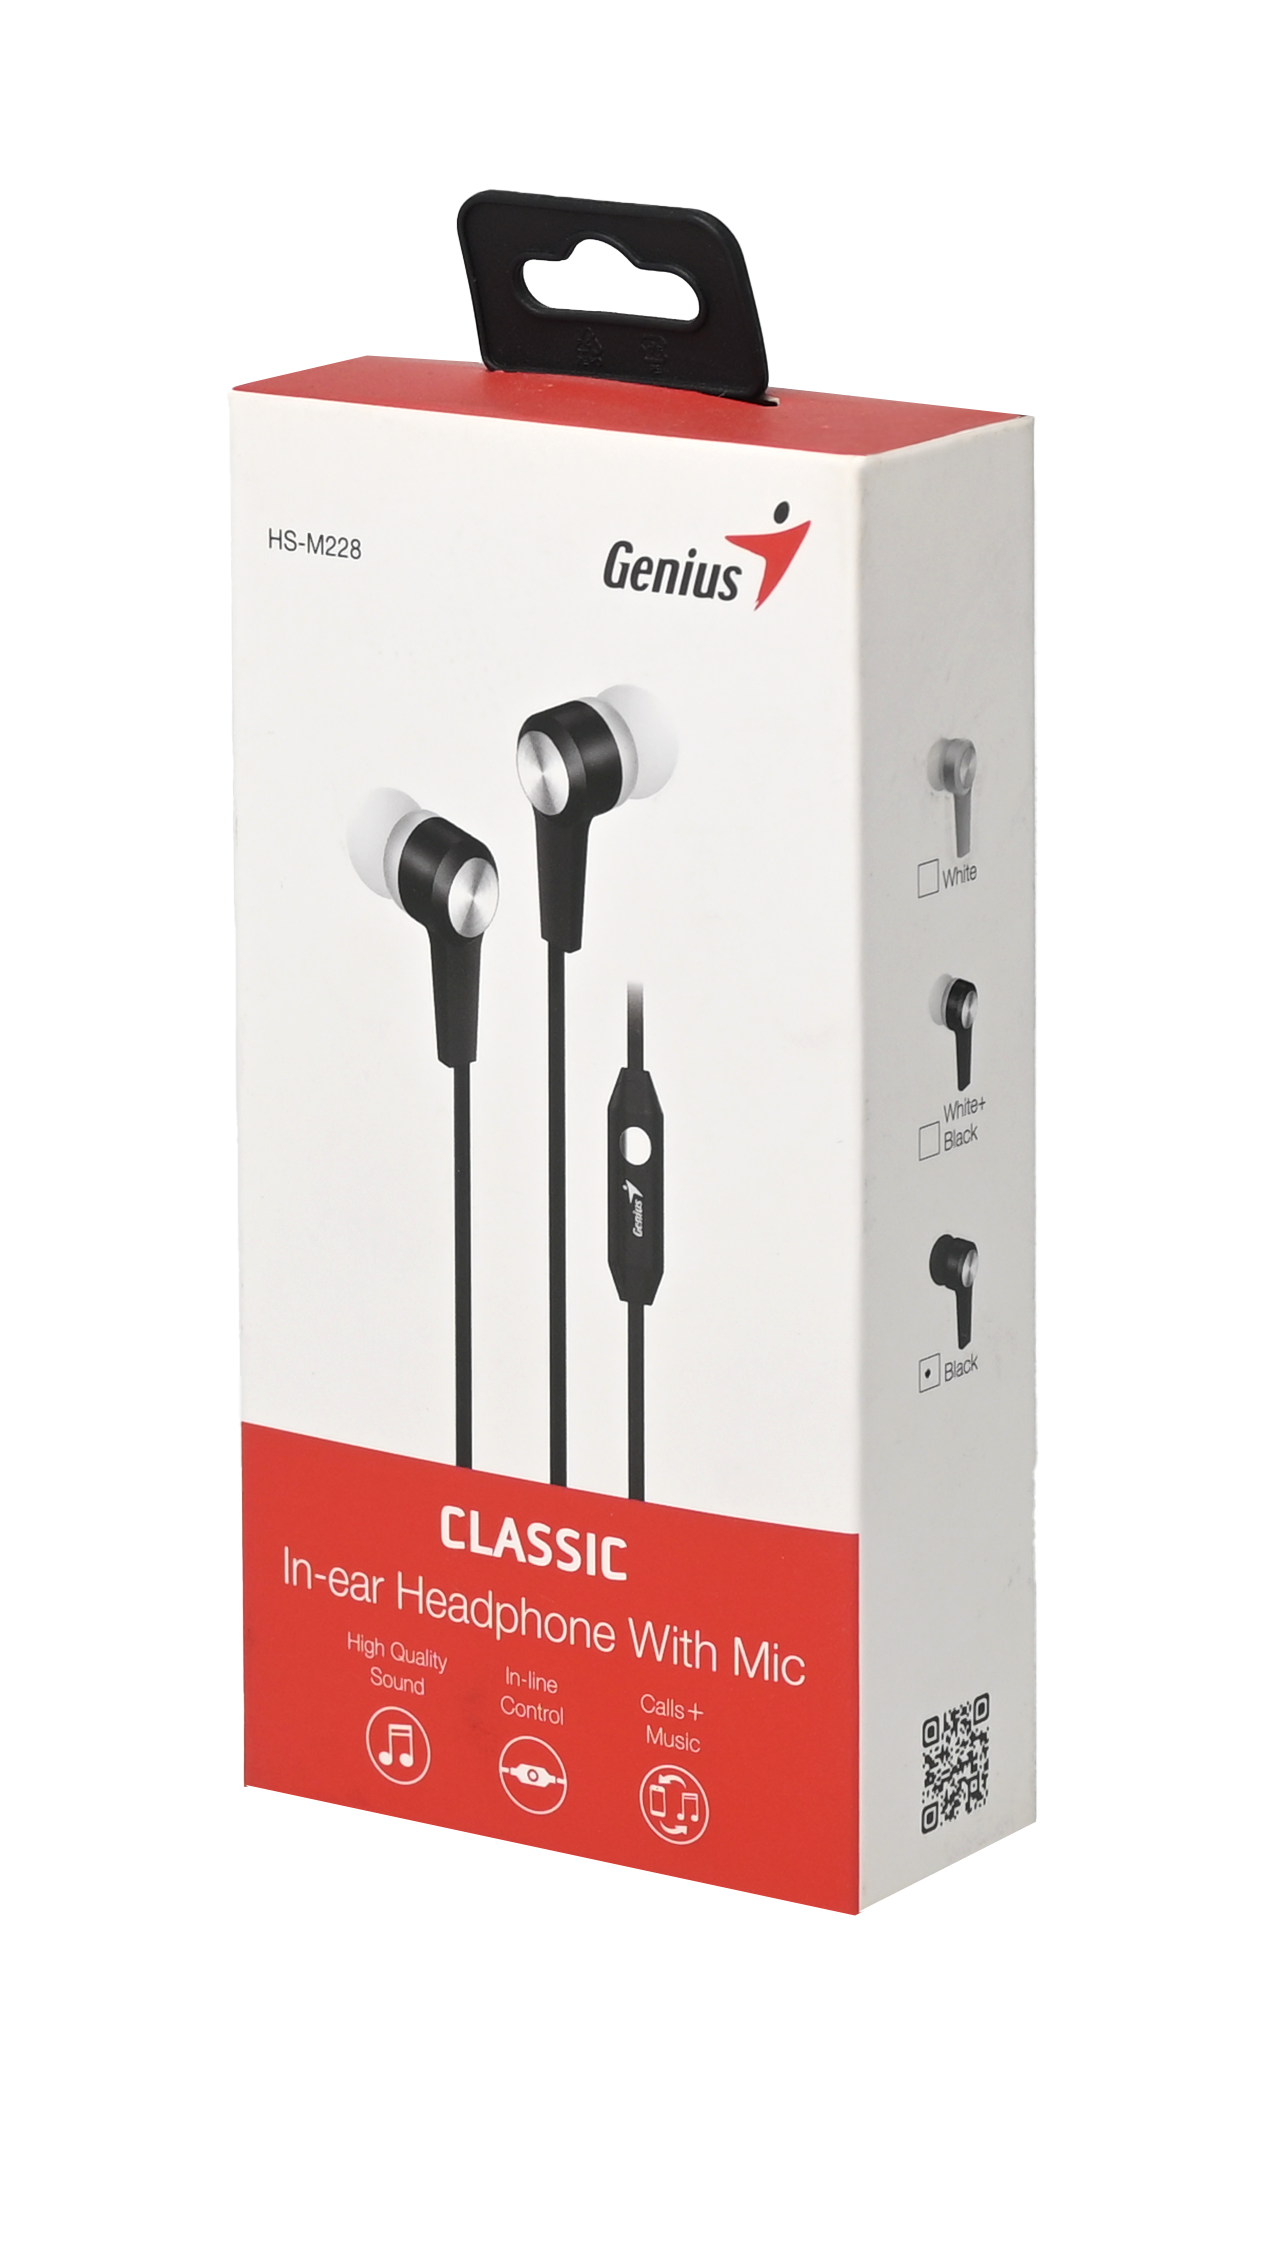 HS-M228
Genius
Genius
CLASSIC
In-ear Headphone With Mic
High Quality
Sound
In-line
Control
Calls+
Music
White
White+
Black
Black